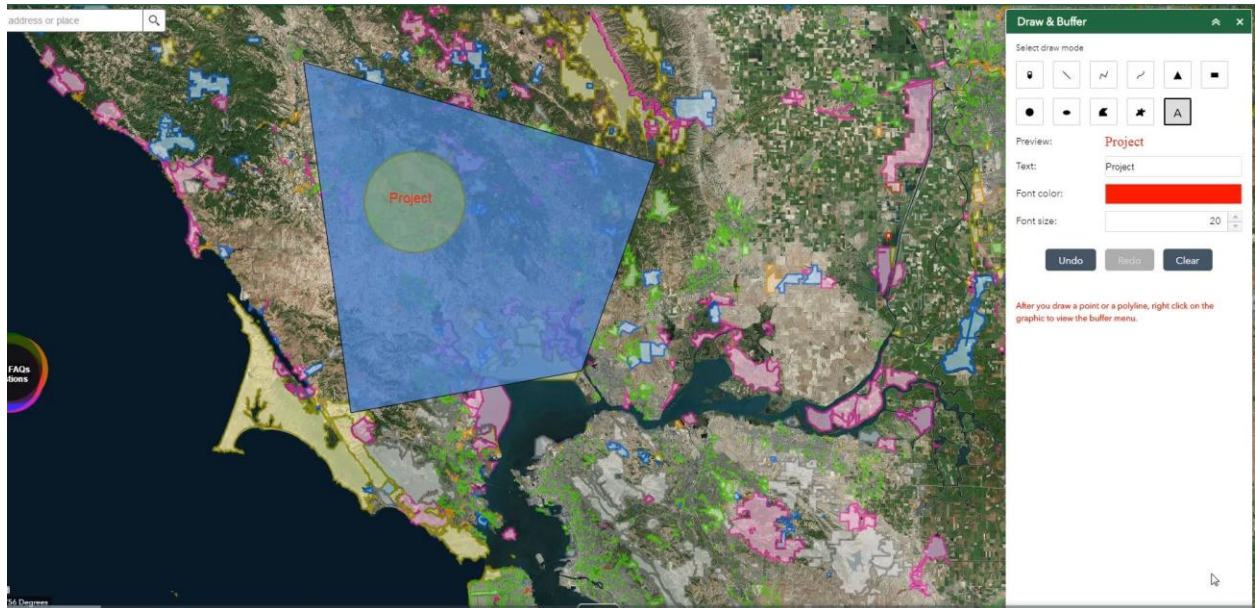 address or place
Project
FAQs
stions
56 Degrees
Draw & Buffer
Select draw mode
A
Preview: Project
Text: Project
Font color:
Font size: 20
Undo Redo Clear
After you draw a point or a polyline, right click on the
graphic to view the buffer menu.